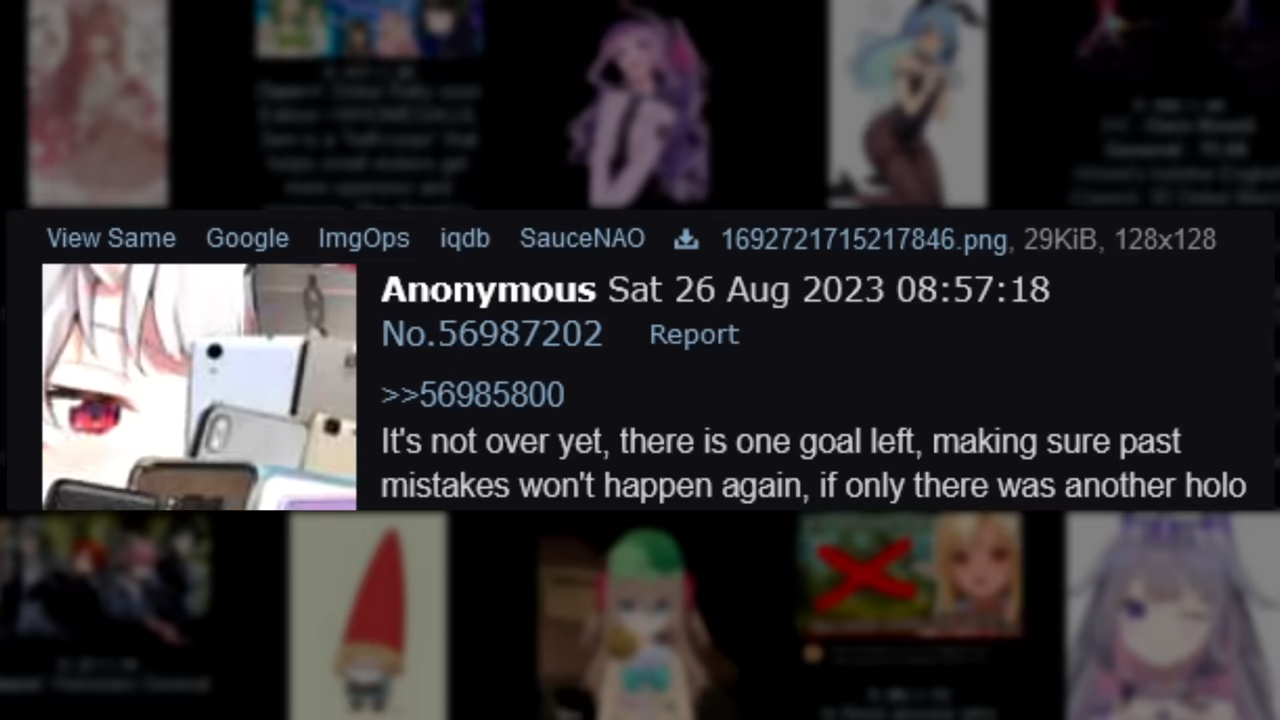 View Same Google ImgOps iqdb SauceNAO 1692721715217846.png, 29KiB, 128x128
Anonymous Sat 26 Aug 2023 08:57:18
No.56987202 Report
>>56985800
It's not over yet, there is one goal left, making sure past
mistakes won't happen again, if only there was another holo